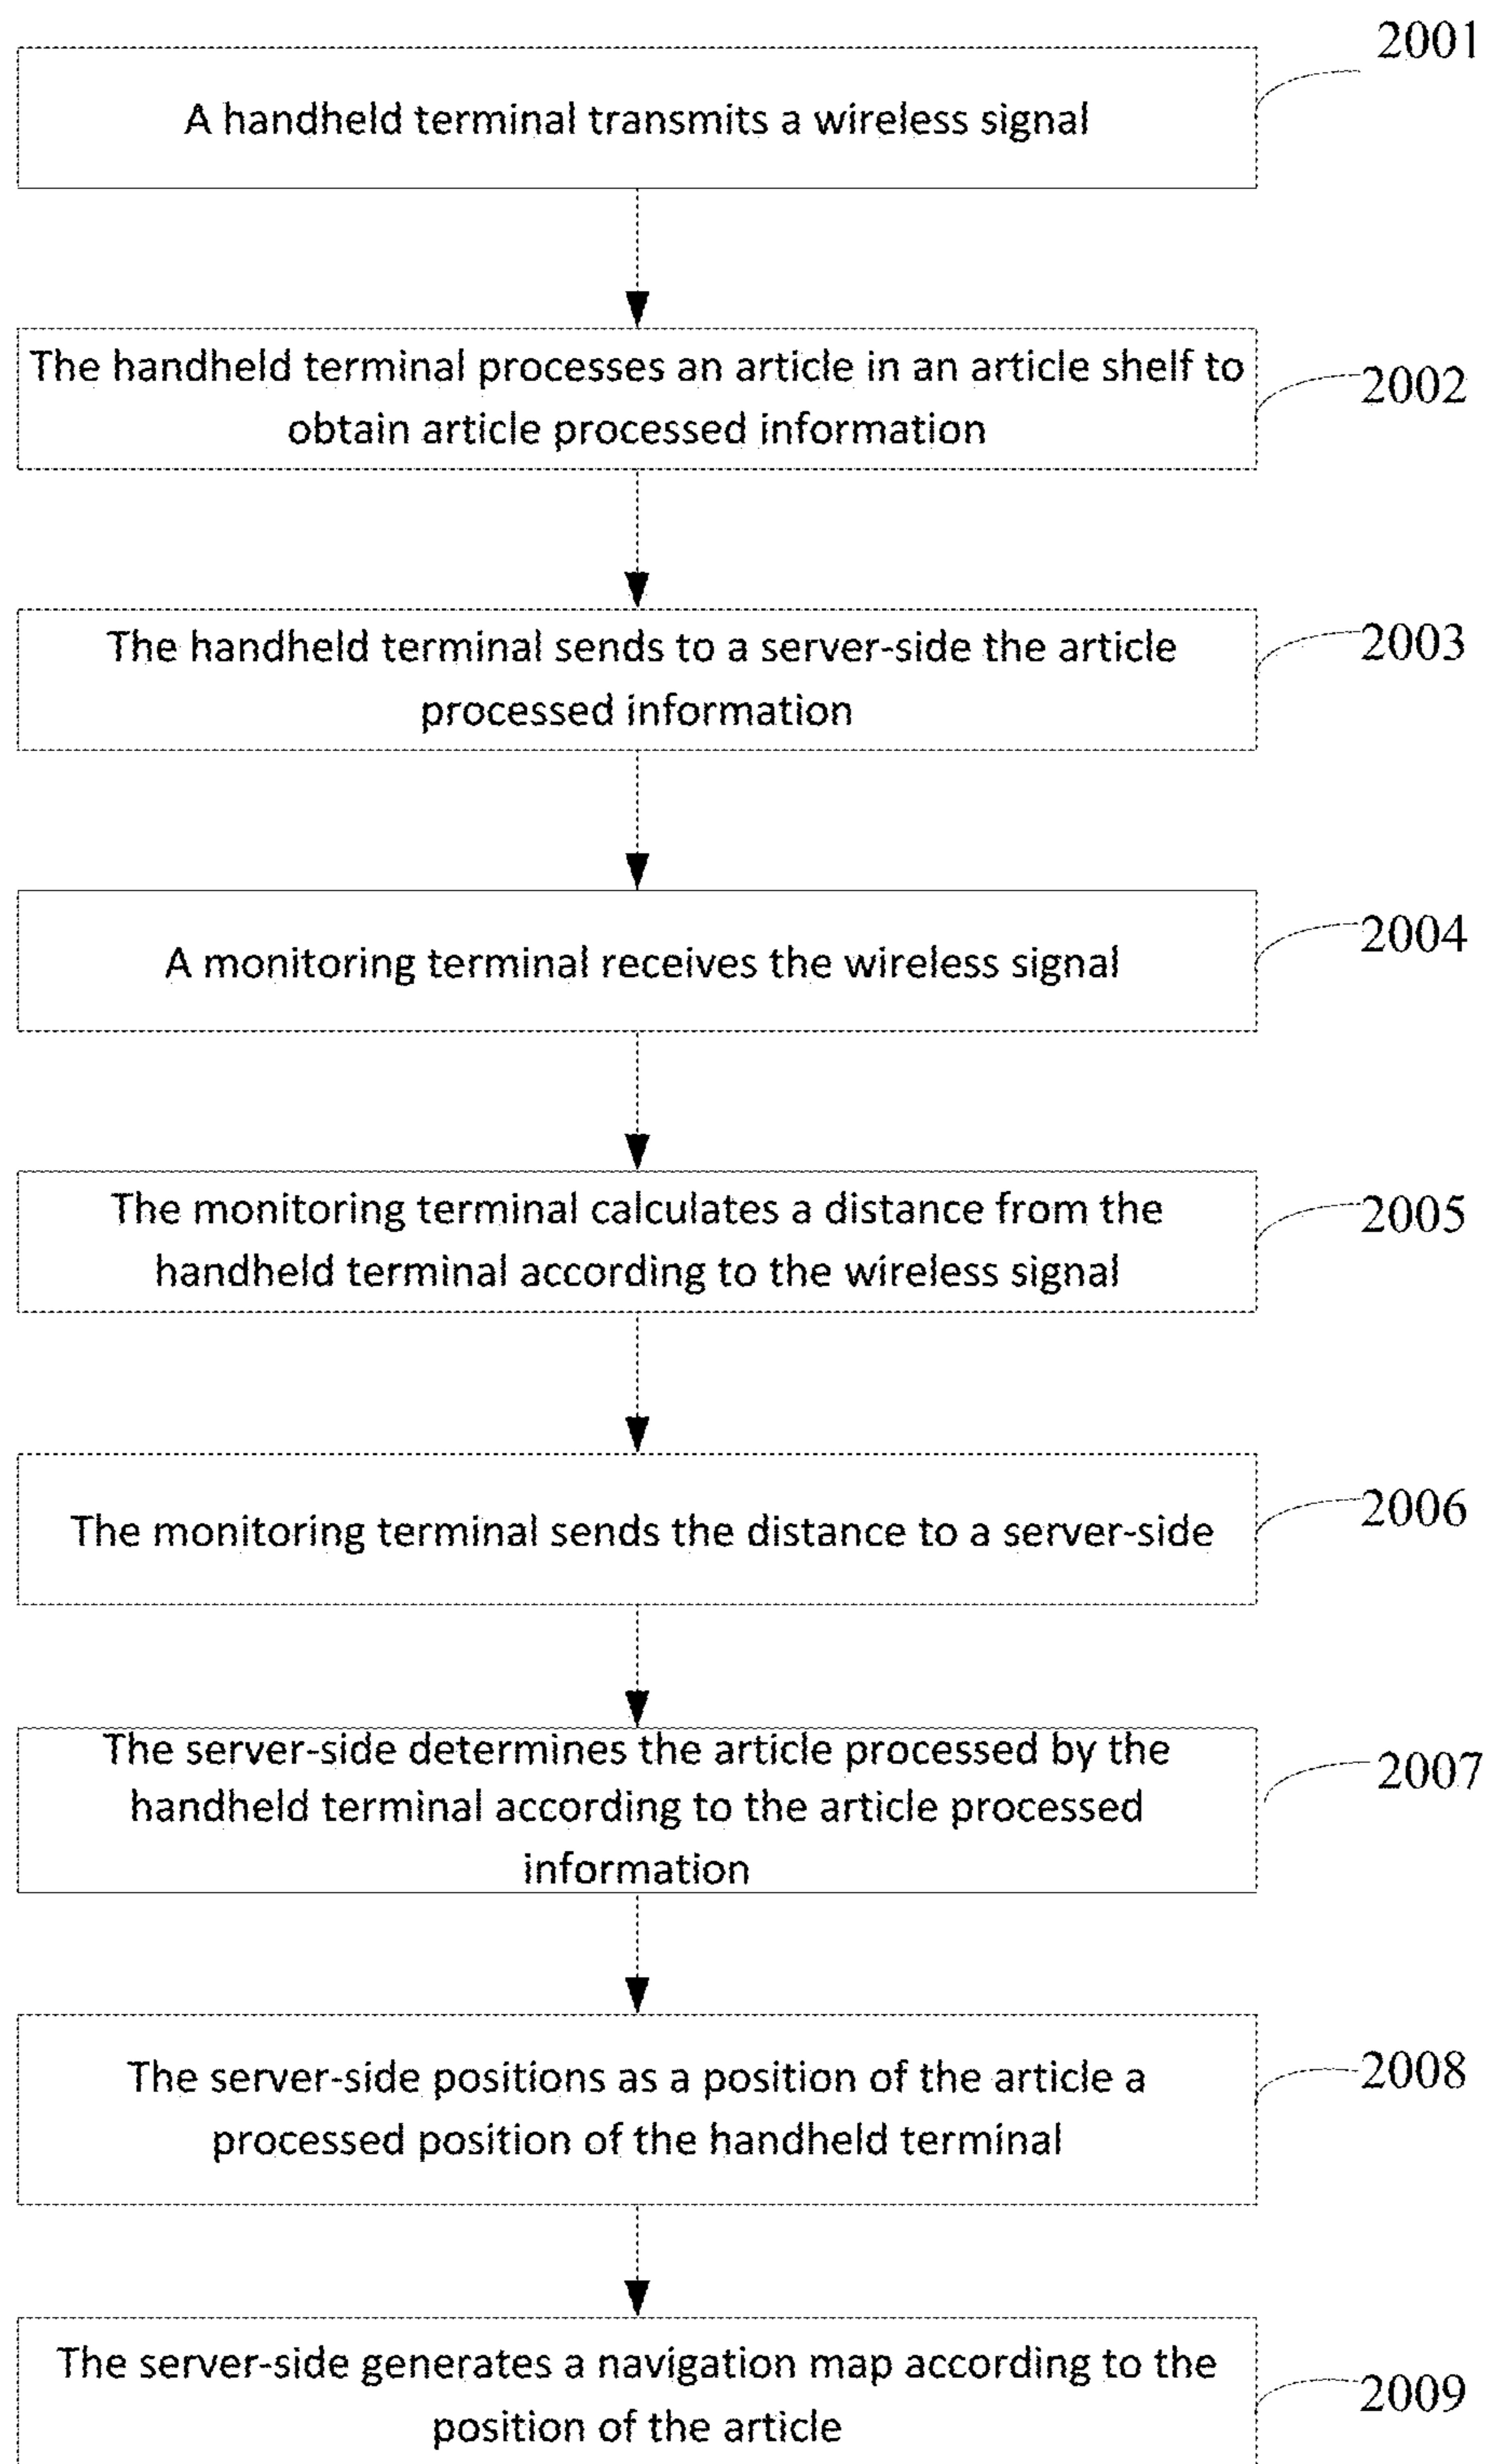 2001
A handheld terminal transmits a wireless signal
The handheld terminal processes an article in an article shelf to
obtain article processed information
2002
The handheld terminal sends to a server-side the article
processed information
2003
A monitoring terminal receives the wireless signal
2004
The monitoring terminal calculates a distance from the
handheld terminal according to the wireless signal
2005
The monitoring terminal sends the distance to a server-side
2006
The server-side determines the article processed by the
handheld terminal according to the article processed
information
2007
The server-side positions as a position of the article a
processed position of the handheld terminal
2008
The server-side generates a navigation map according to the
position of the article
2009